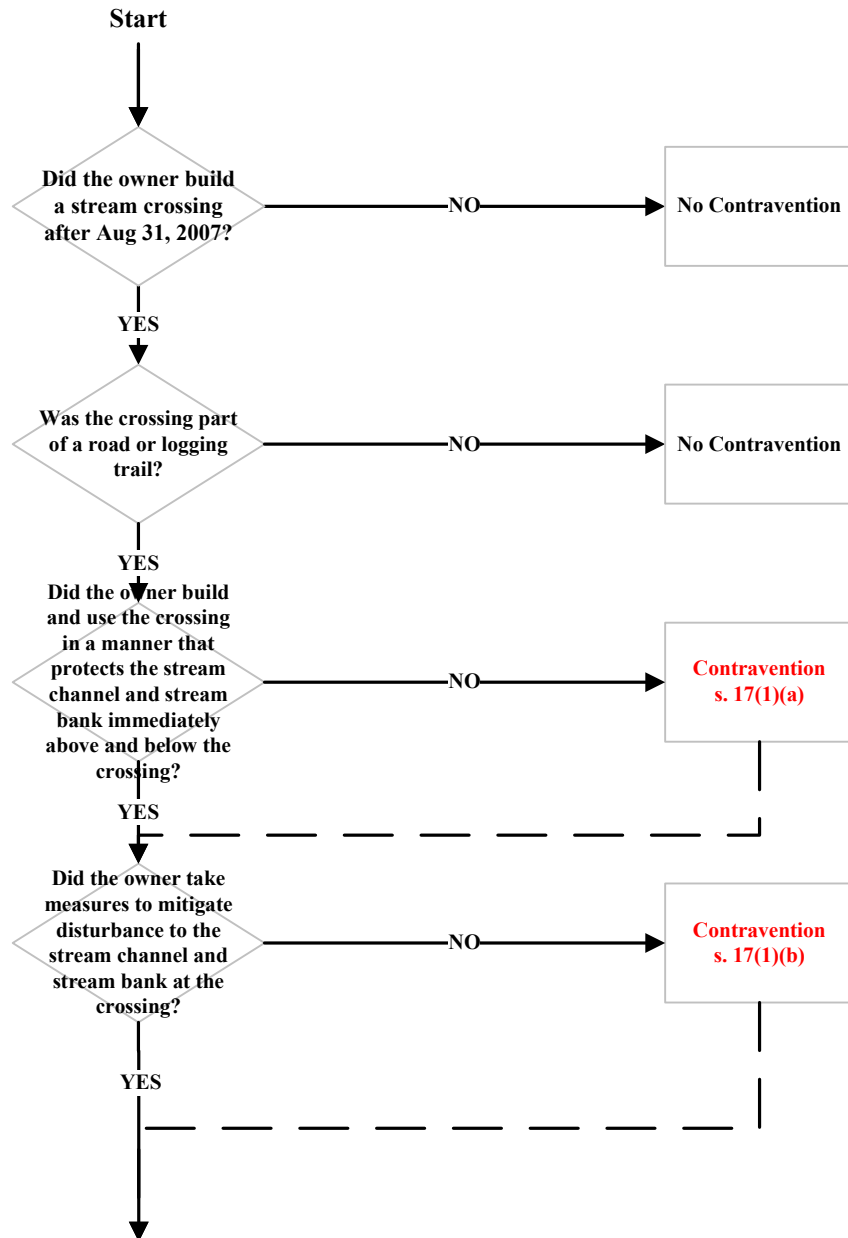 Start
Did the owner build
a stream crossing
after Aug 31, 2007?
NO
No Contravention
YES
Was the crossing part
of a road or logging
trail?
NO
No Contravention
YES
Did the owner build
and use the crossing
in a manner that
protects the stream
channel and stream
bank immediately
above and below the
crossing?
NO
Contravention
s. 17(1)(a)
YES
Did the owner take
measures to mitigate
disturbance to the
stream channel and
stream bank at the
crossing?
NO
Contravention
s. 17(1)(b)
YES